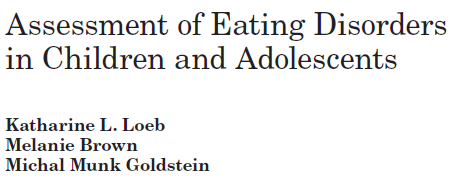 Assessment of Eating Disorders
in Children and Adolescents
Katharine L. Loeb
Melanie Brown
Michal Munk Goldstein